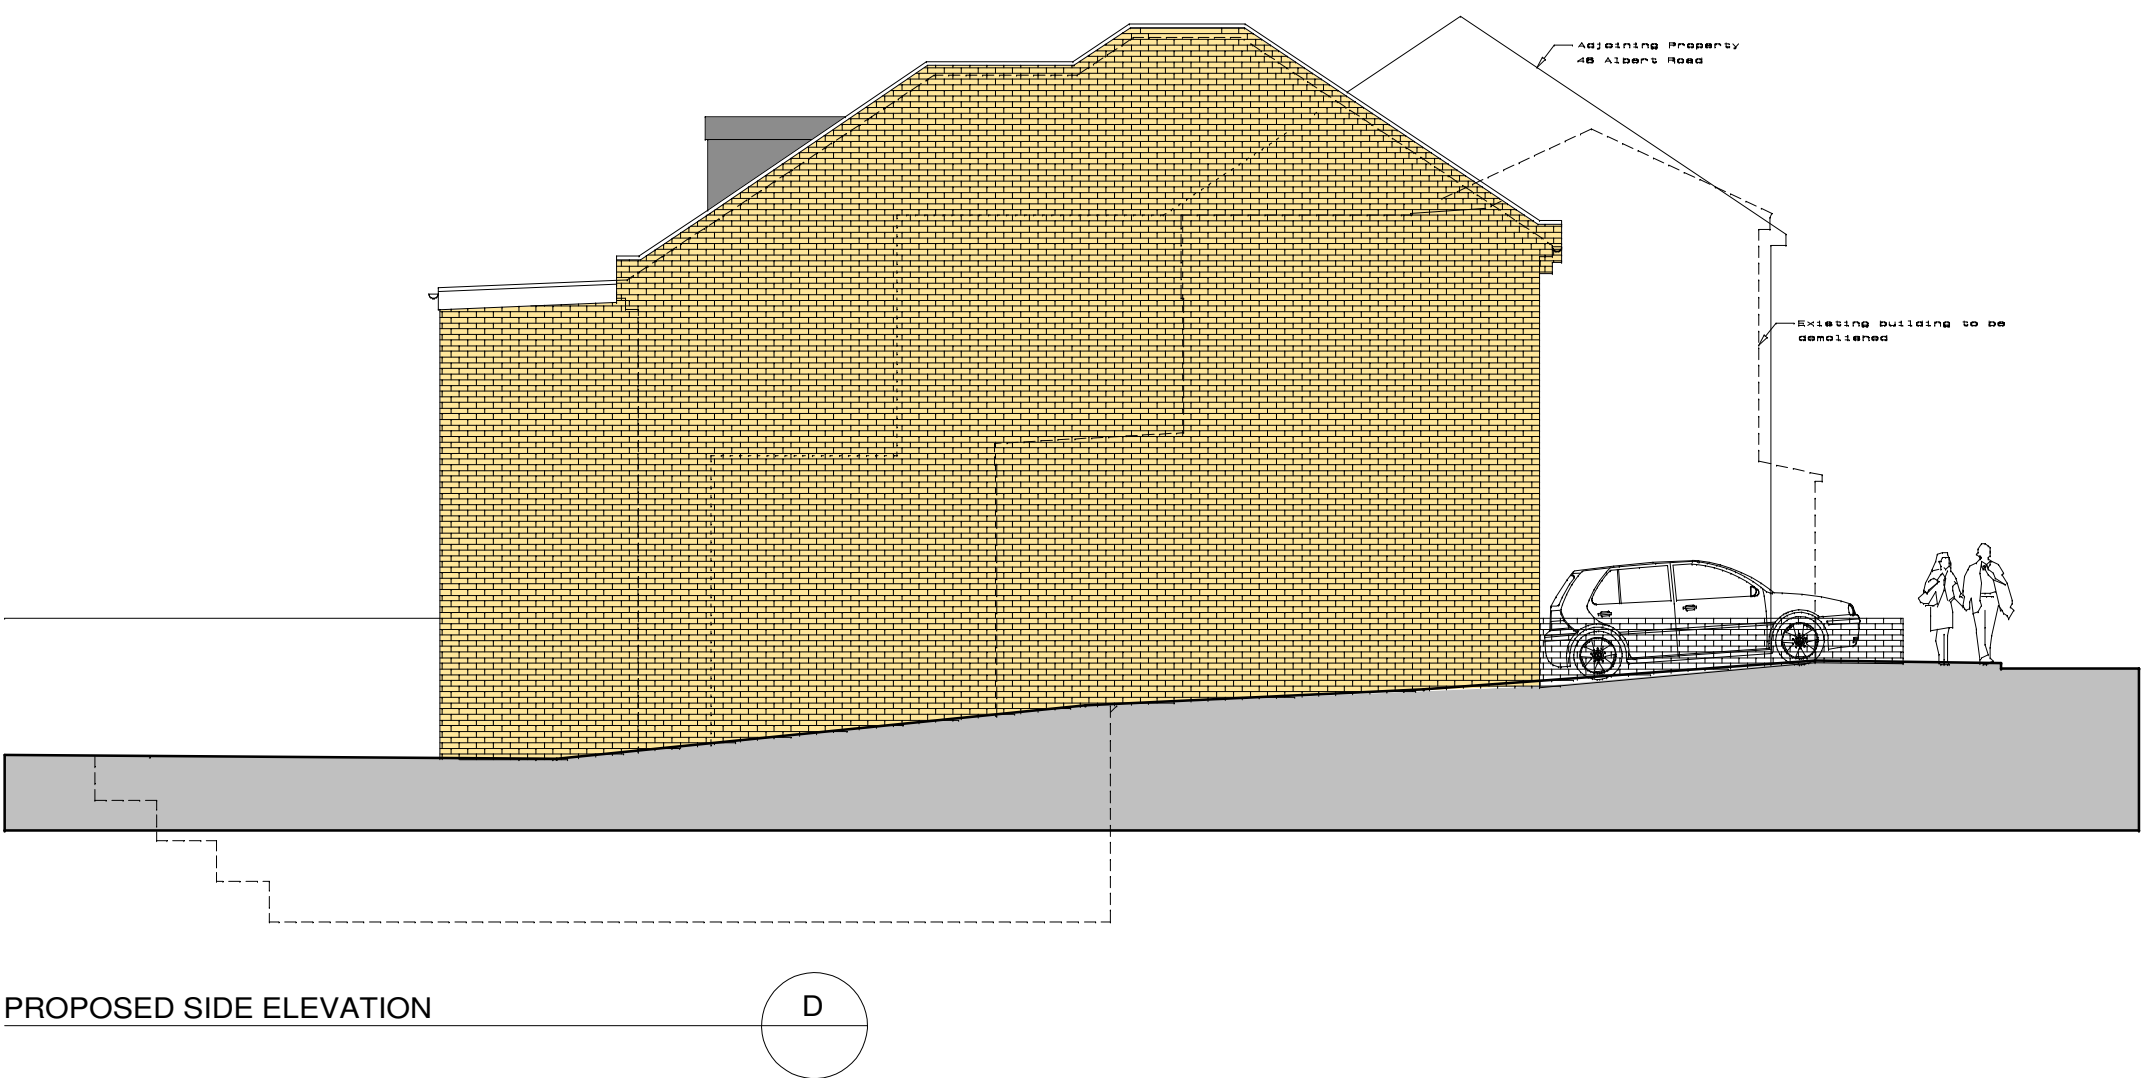 Adjoining Property
48 Albert Road
Existing building to be
demolished
PROPOSED SIDE ELEVATION
D